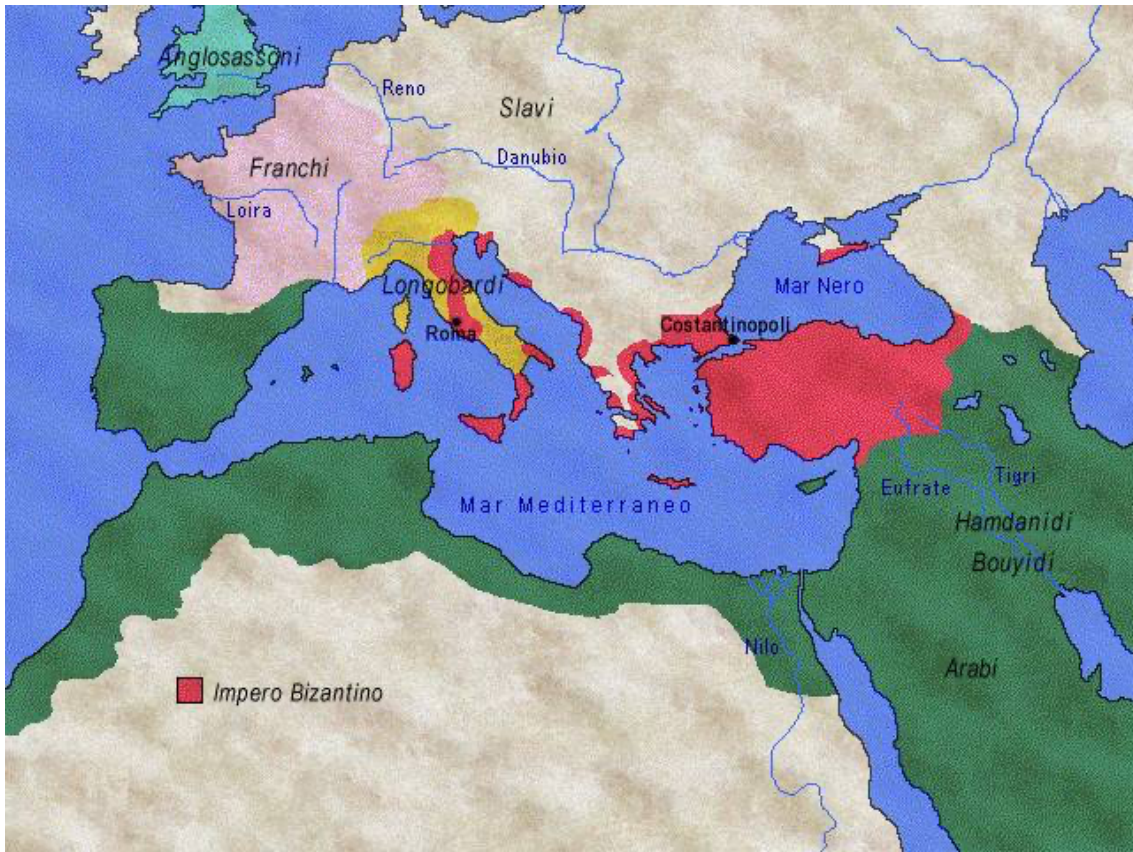 Anglosassoni
Reno
Slavi
Danubio
Franchi
Loira
Longobardi
Mar Nero
Roma
Costantinopoli
Tigri
Eufrate
Mar Mediterraneo
Hamdanidi
Bouyidi
Nilo
Arabi
Impero Bizantino